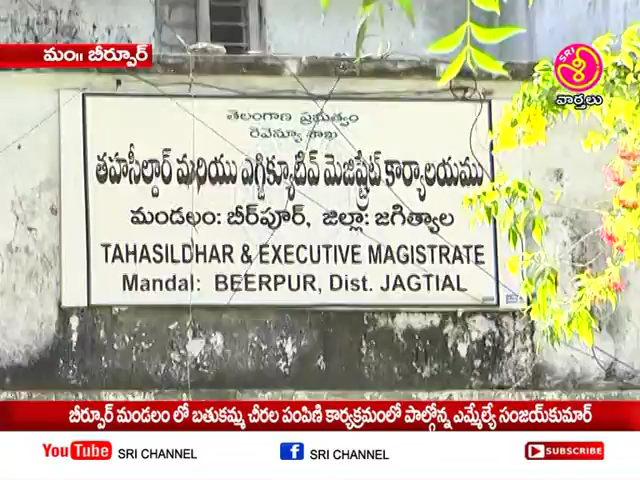 మం॥ బీర్పూర్
SRI
శ్రీ
వార్తలు
తెలంగాణ ప్రభుత్వం
రెవెన్యూ శాఖ
తహసీల్దార్ మరియు ఎగ్జిక్యూటివ్ మెజిస్ట్రేట్ కార్యాలయము
మండలం: బీర్‌పూర్, జిల్లా: జగిత్యాల
TAHASILDHAR & EXECUTIVE MAGISTRATE
Mandal: BEERPUR, Dist. JAGTIAL
బీర్పూర్ మండలం లో బతుకమ్మ చీరల పంపిణి కార్యక్రమంలో పాల్గోన్న ఎమ్మేల్యే సంజయ్‌కుమార్
YouTube SRI CHANNEL f SRI CHANNEL SUBSCRIBE